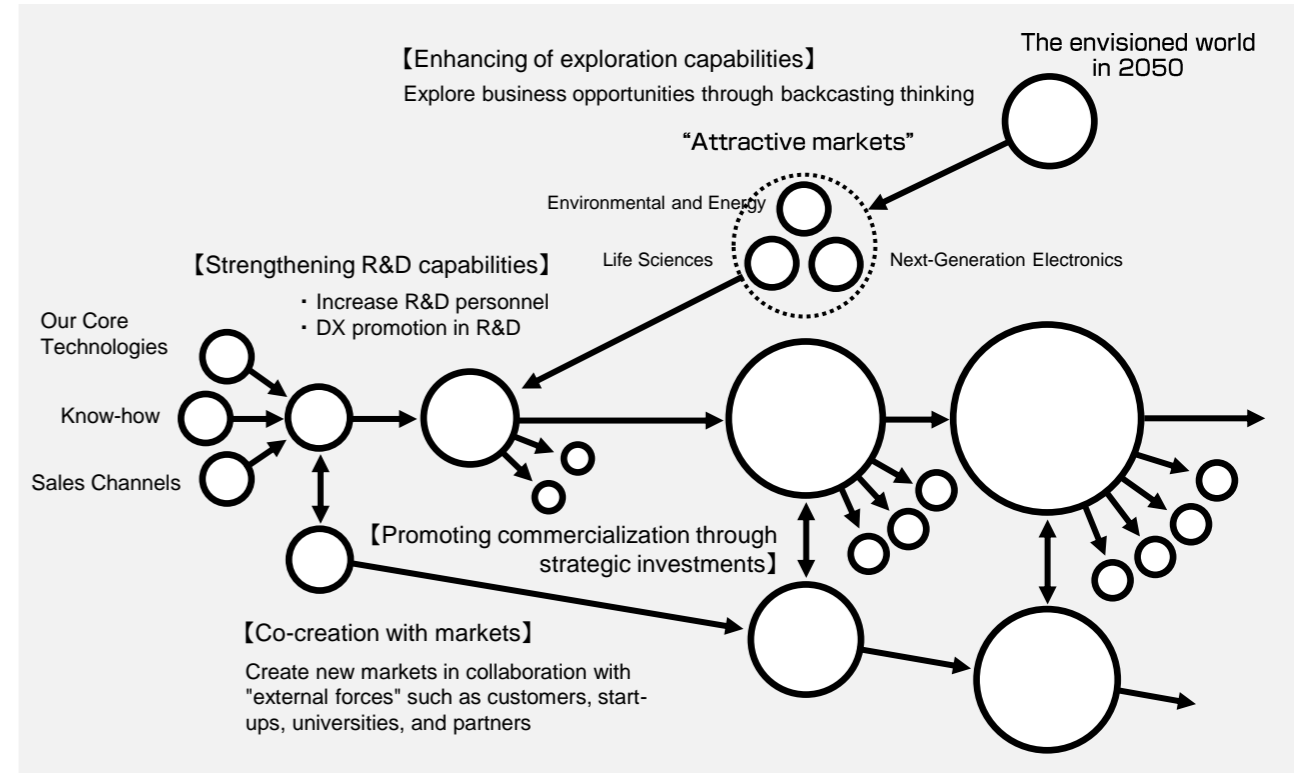 The envisioned world
in 2050
【Enhancing of exploration capabilities】
Explore business opportunities through backcasting thinking
“Attractive markets”
Environmental and Energy
Life Sciences
Next-Generation Electronics
【Strengthening R&D capabilities】
・Increase R&D personnel
・DX promotion in R&D
Our Core
Technologies
Know-how
Sales Channels
【Promoting commercialization through
strategic investments】
【Co-creation with markets】
Create new markets in collaboration with
"external forces" such as customers, start-
ups, universities, and partners